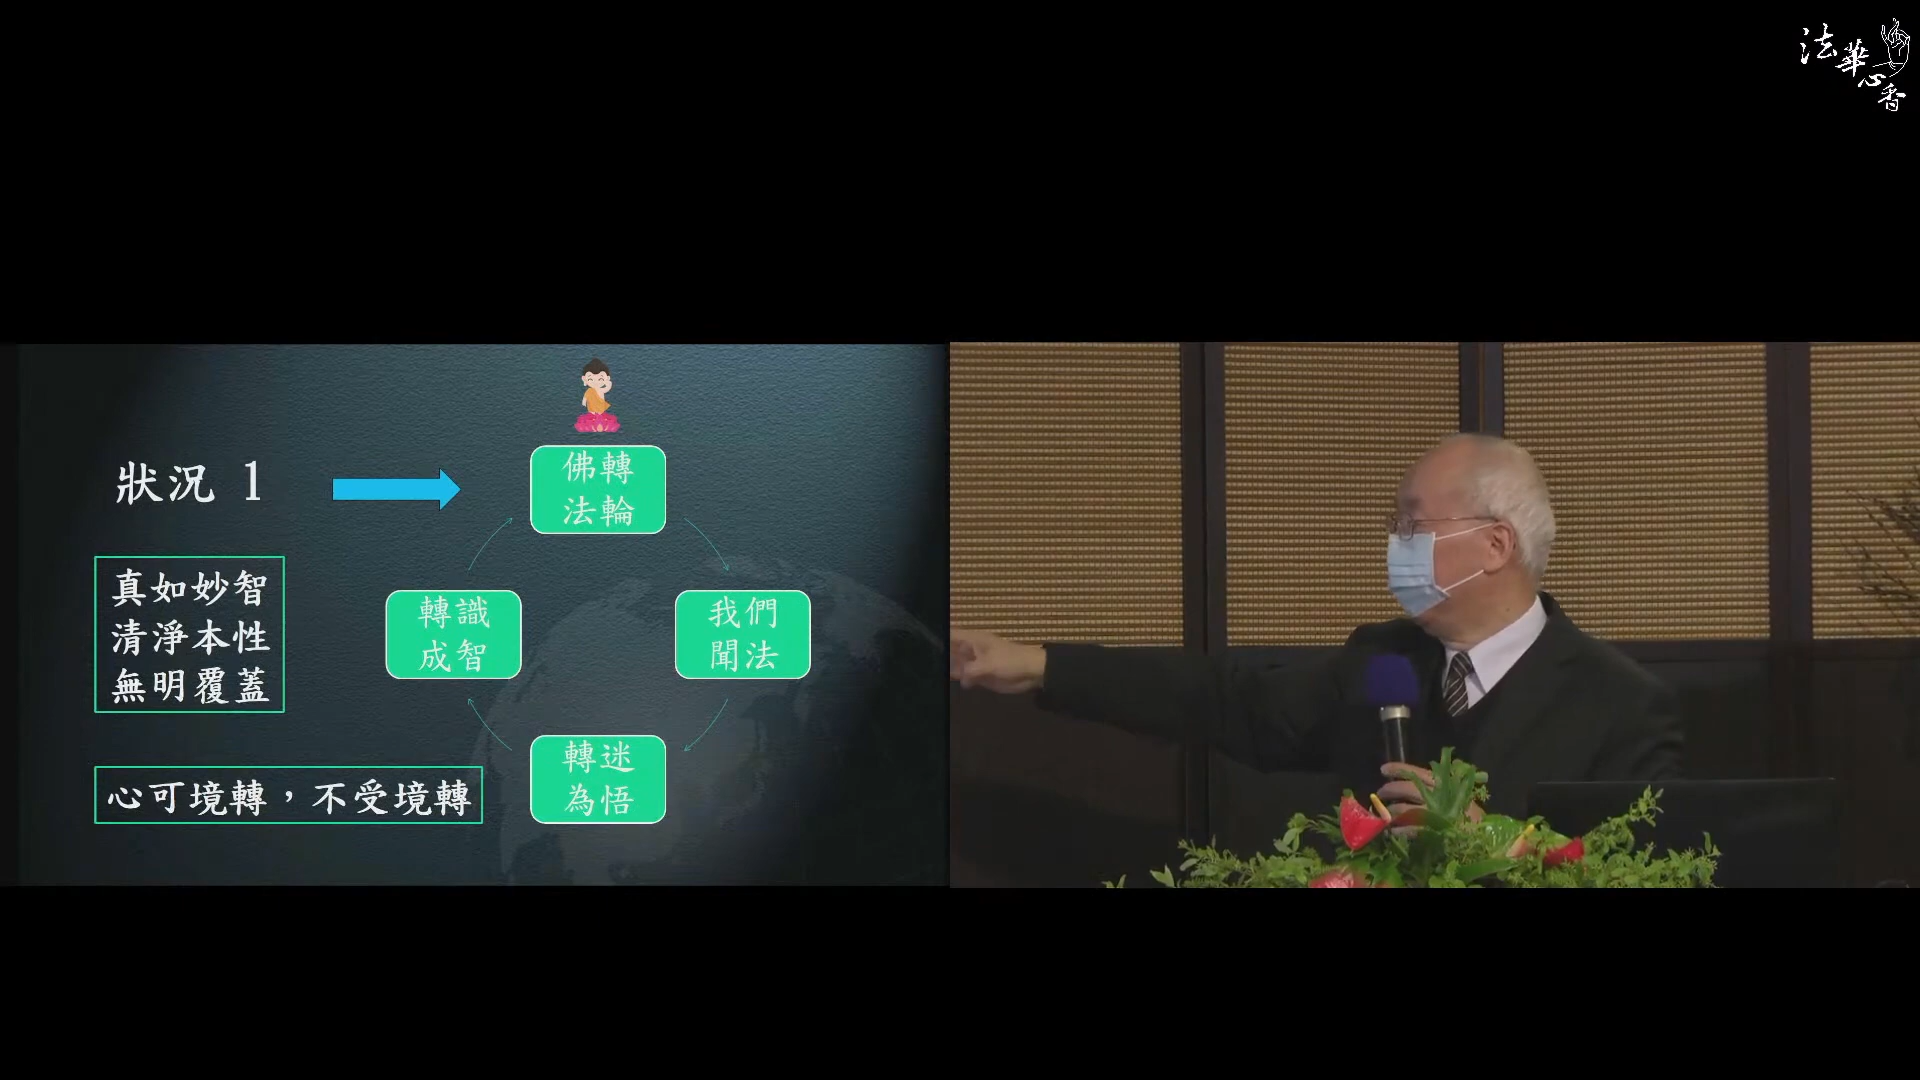 法華心香
狀況 1
佛轉
法輪
我們
聞法
轉迷
為悟
轉識
成智
真如妙智
清淨本性
無明覆蓋
心可境轉，不受境轉